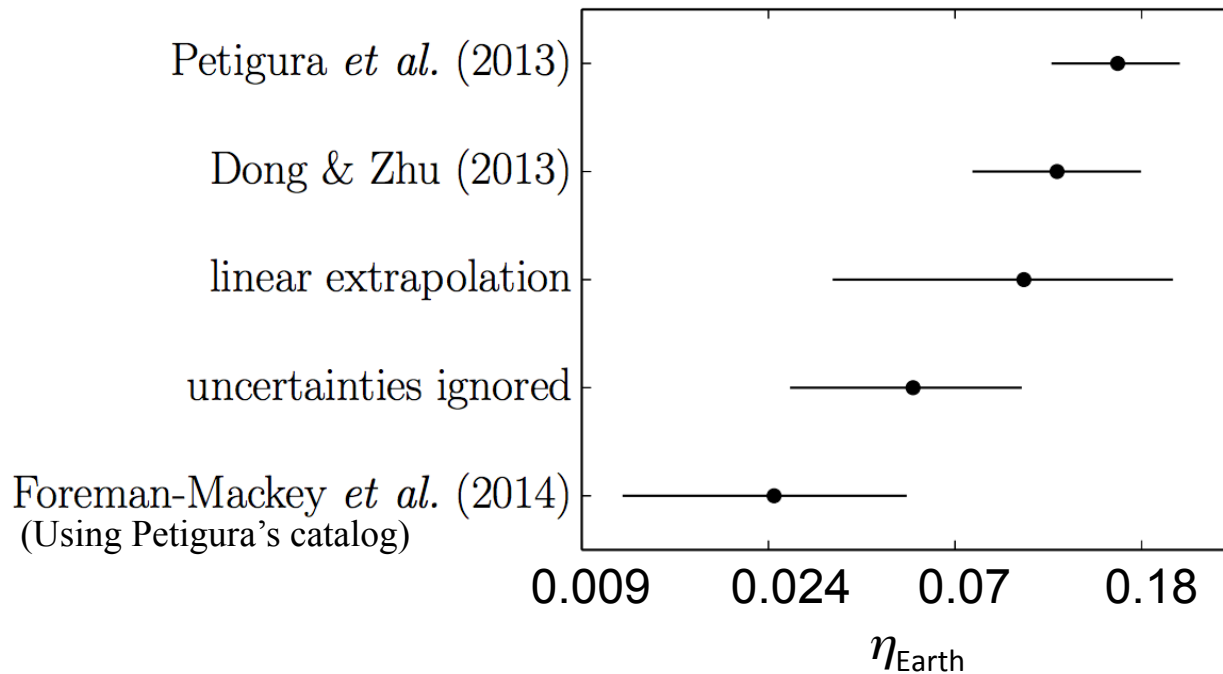 Petigura et al. (2013)
Dong & Zhu (2013)
linear extrapolation
uncertainties ignored
Foreman-Mackey et al. (2014)
(Using Petigura’s catalog)
0.009 0.024 0.07 0.18
ηEarth